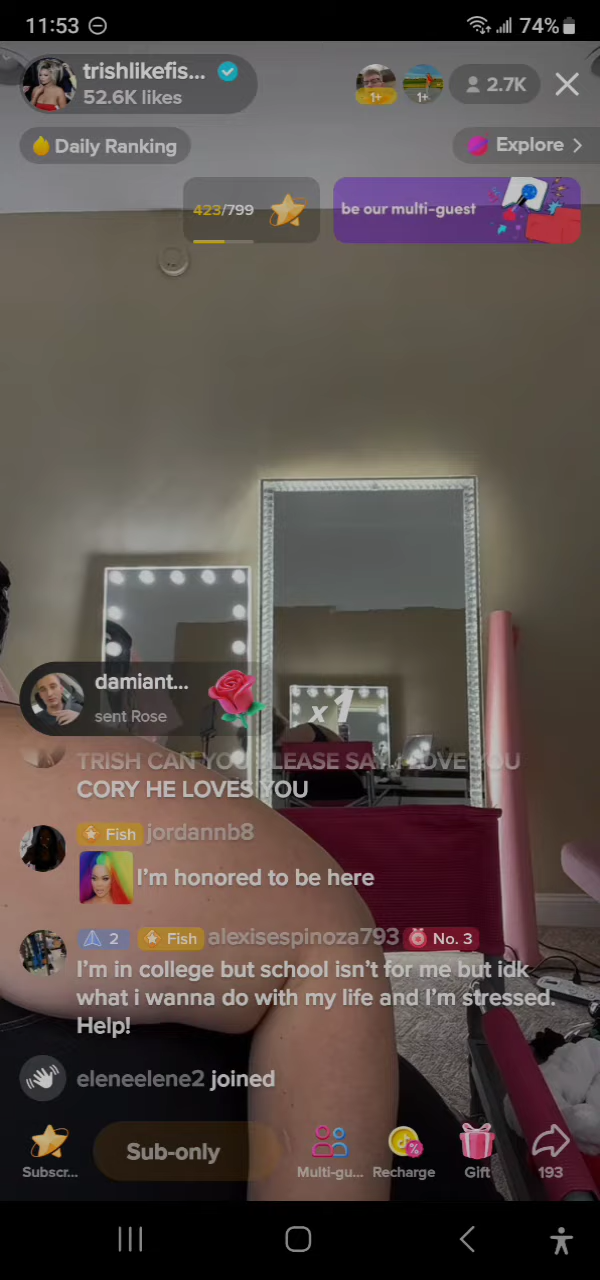 11:53
74%
trishlikefis...
52.6K likes
1+
1+
2.7K
Daily Ranking
Explore >
423/799
be our multi-guest
damiant...
sent Rose
x1
TRISH CAN YOU PLEASE SAY I LOVE YOU
CORY HE LOVES YOU
Fish jordannb8
I'm honored to be here
2 Fish alexisespinoza793 No. 3
I'm in college but school isn't for me but idk
what i wanna do with my life and I'm stressed.
Help!
eleneelene2 joined
Subscr...
Sub-only
Multi-gu...
Recharge
Gift
193